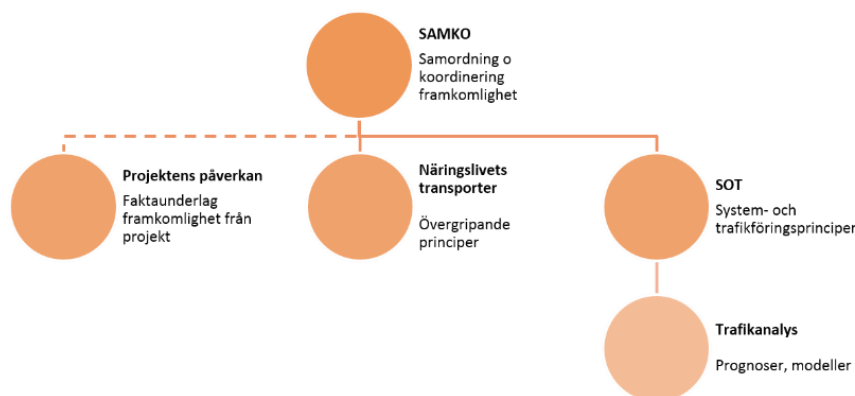 SAMKO
Samordning o
koordinering
framkomlighet
Projektens påverkan
Faktaunderlag
framkomlighet från
projekt
Näringslivets
transporter
Övergripande
principer
SOT
System- och
trafikföringsprinciper
Trafikanalys
Prognoser, modeller